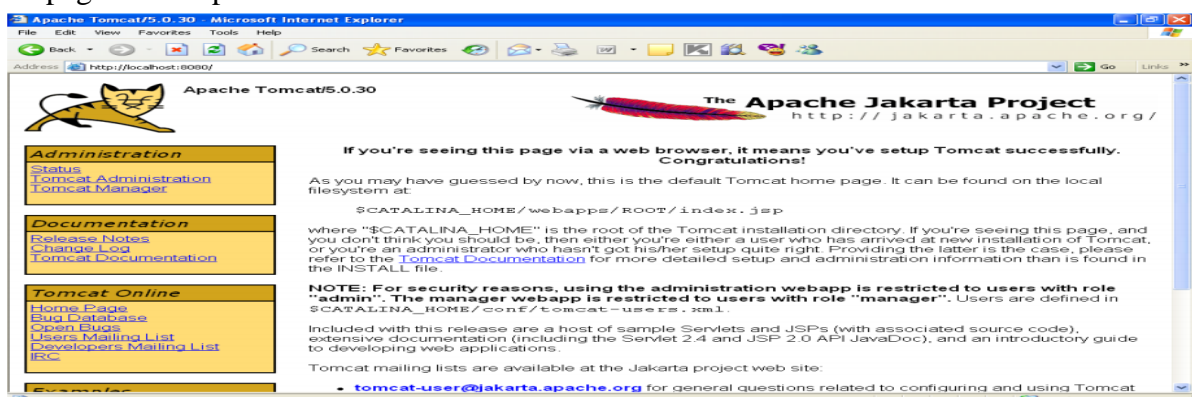 Apache Tomcat/5.0.30 - Microsoft Internet Explorer
File Edit View Favorites Tools Help
Back Search Favorites
Address http://localhost:8080/ Go Links »
Apache Tomcat/5.0.30
The Apache Jakarta Project
http://jakarta.apache.org/
Administration
Status
Tomcat Administration
Tomcat Manager
Documentation
Release Notes
Change Log
Tomcat Documentation
Tomcat Online
Home Page
Bug Database
Open Bugs
Users Mailing List
Developers Mailing List
IRC
Examples
If you're seeing this page via a web browser, it means you've setup Tomcat successfully.
Congratulations!
As you may have guessed by now, this is the default Tomcat home page. It can be found on the local
filesystem at:
$CATALINA_HOME/webapps/ROOT/index.jsp
where "$CATALINA_HOME" is the root of the Tomcat installation directory. If you're seeing this page, and
you don't think you should be, then either you're either a user who has arrived at new installation of Tomcat,
or you're an administrator who hasn't got his/her setup quite right. Providing the latter is the case, please
refer to the Tomcat Documentation for more detailed setup and administration information than is found in
the INSTALL file.
NOTE: For security reasons, using the administration webapp is restricted to users with role
"admin". The manager webapp is restricted to users with role "manager". Users are defined in
$CATALINA_HOME/conf/tomcat-users.xml.
Included with this release are a host of sample Servlets and JSPs (with associated source code),
extensive documentation (including the Servlet 2.4 and JSP 2.0 API JavaDoc), and an introductory guide
to developing web applications.
Tomcat mailing lists are available at the Jakarta project web site:
• tomcat-user@jakarta.apache.org for general questions related to configuring and using Tomcat